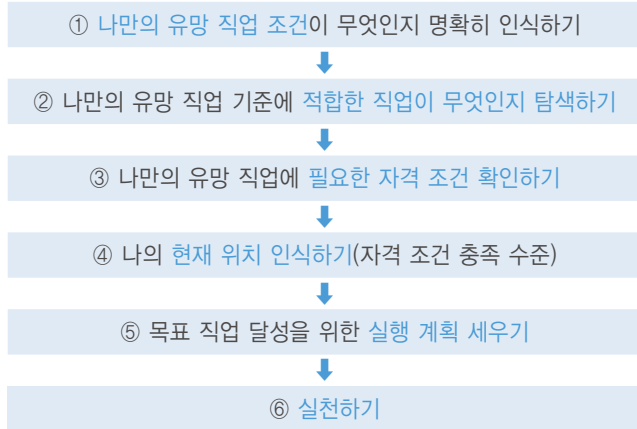 ① 나만의 유망 직업 조건이 무엇인지 명확히 인식하기
② 나만의 유망 직업 기준에 적합한 직업이 무엇인지 탐색하기
③ 나만의 유망 직업에 필요한 자격 조건 확인하기
④ 나의 현재 위치 인식하기(자격 조건 충족 수준)
⑤ 목표 직업 달성을 위한 실행 계획 세우기
⑥ 실천하기